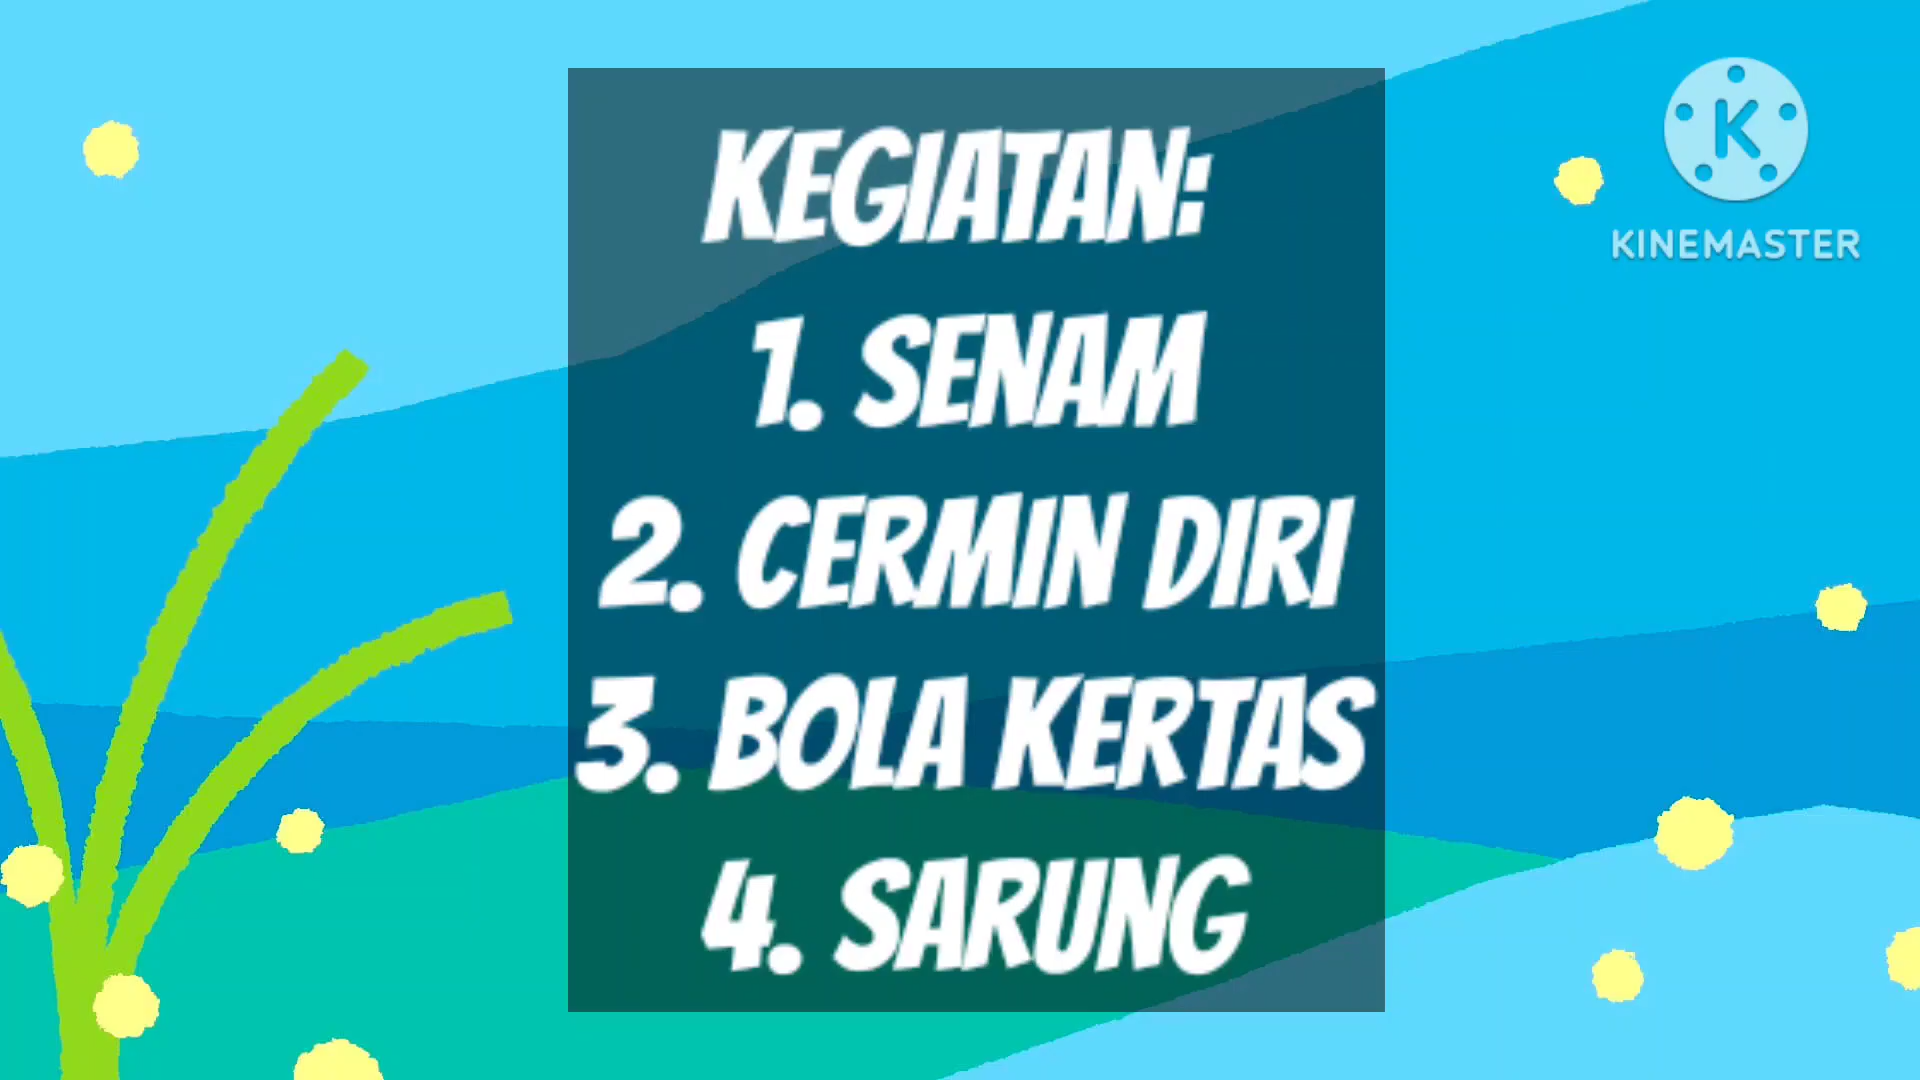 KEGIATAN:
1. SENAM
2. CERMIN DIRI
3. BOLA KERTAS
4. SARUNG
K
KINEMASTER